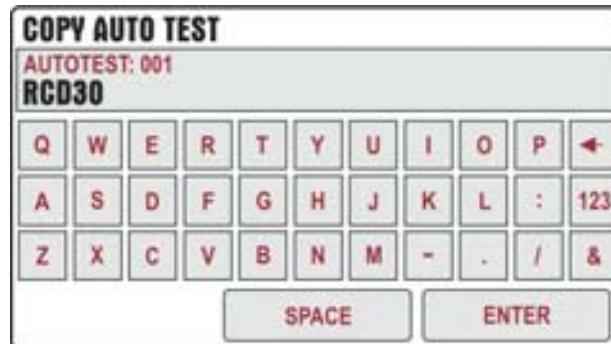 COPY AUTO TEST
AUTOTEST: 001
RCD30
Q W E R T Y U I O P ←
A S D F G H J K L : 123
Z X C V B N M - . / &
SPACE ENTER